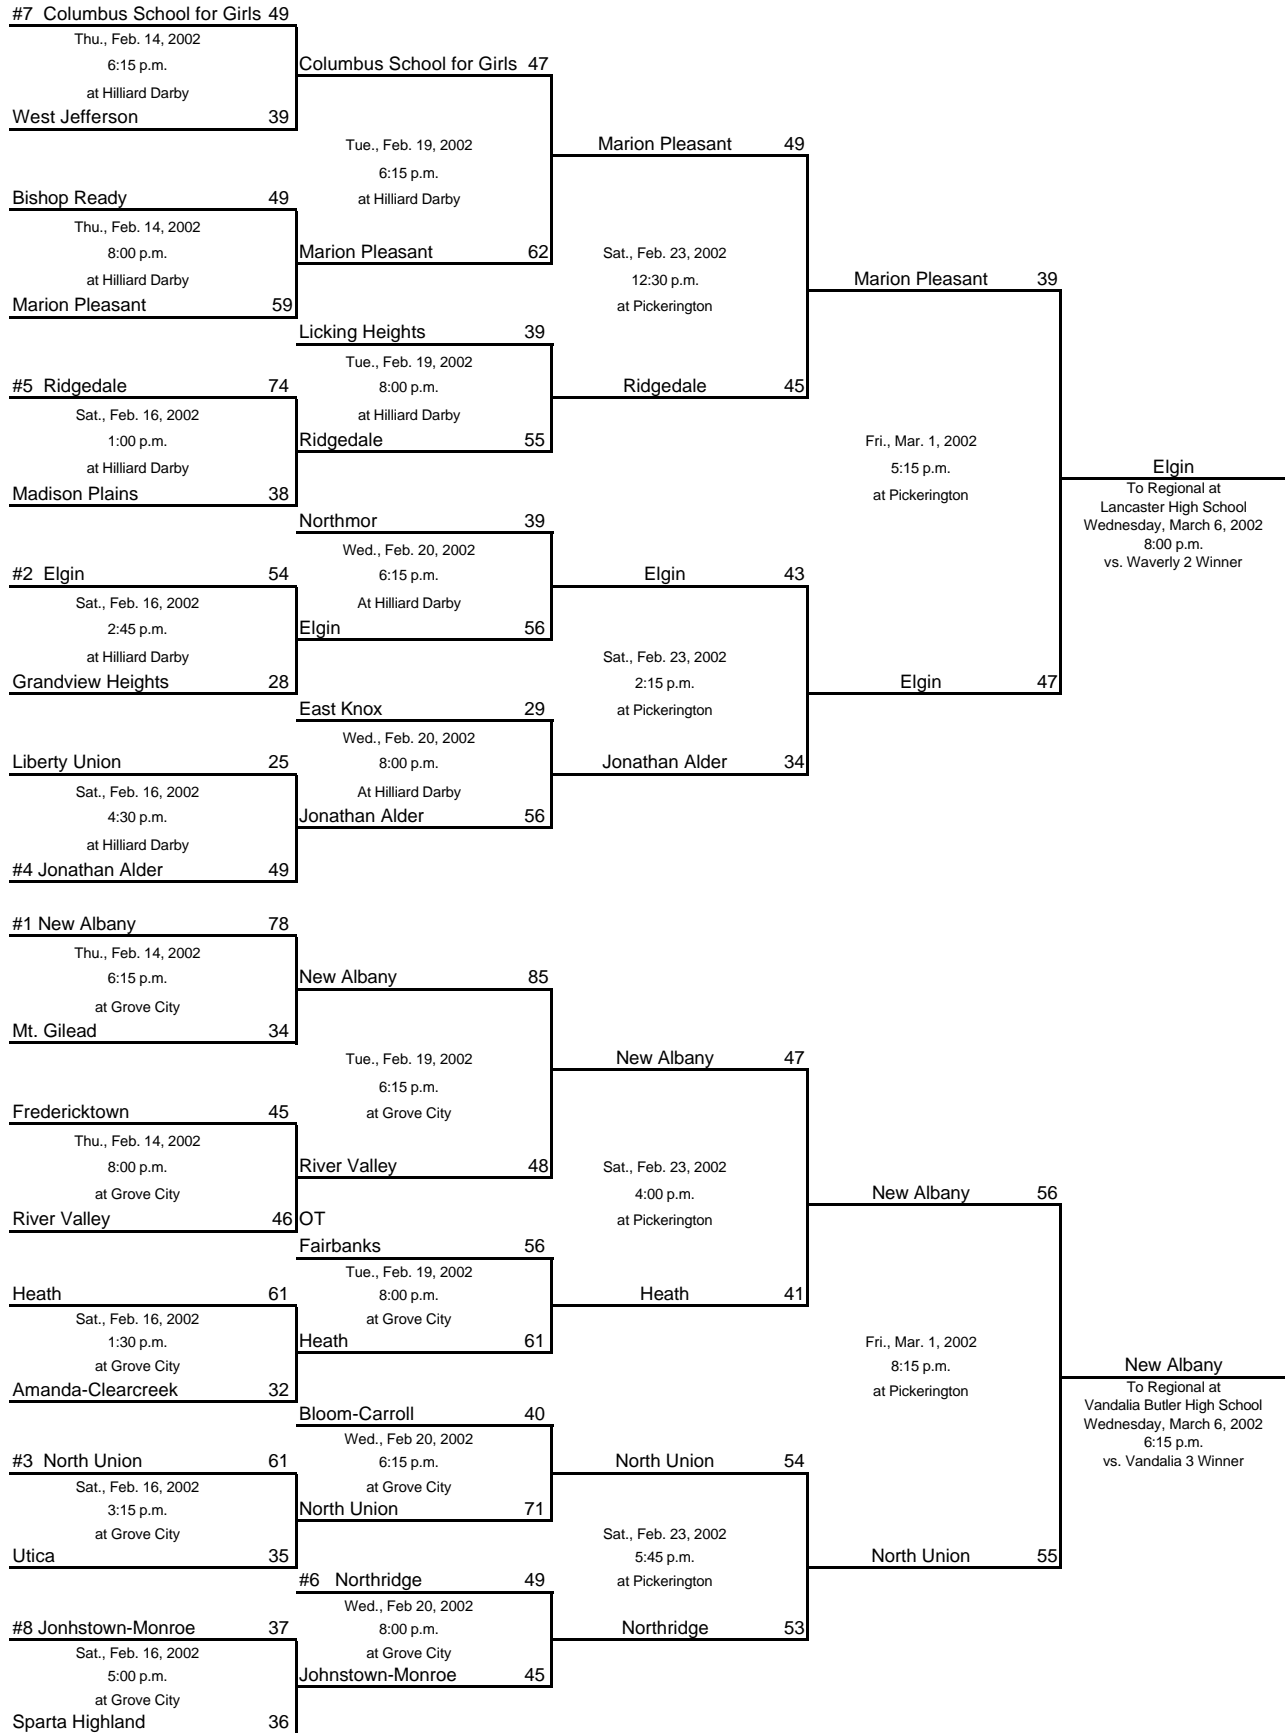 #7 Columbus School for Girls 49
Thu., Feb. 14, 2002
6:15 p.m.
at Hilliard Darby
West Jefferson 39
Columbus School for Girls 47
Tue., Feb. 19, 2002
6:15 p.m.
at Hilliard Darby
Marion Pleasant 62
Bishop Ready 49
Thu., Feb. 14, 2002
8:00 p.m.
at Hilliard Darby
Marion Pleasant 59
Marion Pleasant 49
Sat., Feb. 23, 2002
12:30 p.m.
at Pickerington
Ridgedale 45
Licking Heights 39
Tue., Feb. 19, 2002
8:00 p.m.
at Hilliard Darby
Ridgedale 55
#5 Ridgedale 74
Sat., Feb. 16, 2002
1:00 p.m.
at Hilliard Darby
Madison Plains 38
Marion Pleasant 39
Fri., Mar. 1, 2002
5:15 p.m.
at Pickerington
Elgin 47
Elgin
To Regional at
Lancaster High School
Wednesday, March 6, 2002
8:00 p.m.
vs. Waverly 2 Winner
Northmor 39
Wed., Feb. 20, 2002
6:15 p.m.
At Hilliard Darby
Elgin 56
#2 Elgin 54
Sat., Feb. 16, 2002
2:45 p.m.
at Hilliard Darby
Grandview Heights 28
Elgin 43
Sat., Feb. 23, 2002
2:15 p.m.
at Pickerington
Jonathan Alder 34
East Knox 29
Wed., Feb. 20, 2002
8:00 p.m.
At Hilliard Darby
Jonathan Alder 56
Liberty Union 25
Sat., Feb. 16, 2002
4:30 p.m.
at Hilliard Darby
#4 Jonathan Alder 49
#1 New Albany 78
Thu., Feb. 14, 2002
6:15 p.m.
at Grove City
Mt. Gilead 34
New Albany 85
Tue., Feb. 19, 2002
6:15 p.m.
at Grove City
River Valley 48
Fredericktown 45
Thu., Feb. 14, 2002
8:00 p.m.
at Grove City
River Valley 46 OT
New Albany 47
Sat., Feb. 23, 2002
4:00 p.m.
at Pickerington
Heath 41
Fairbanks 56
Tue., Feb. 19, 2002
8:00 p.m.
at Grove City
Heath 61
Heath 61
Sat., Feb. 16, 2002
1:30 p.m.
at Grove City
Amanda-Clearcreek 32
New Albany 56
Fri., Mar. 1, 2002
8:15 p.m.
at Pickerington
North Union 55
New Albany
To Regional at
Vandalia Butler High School
Wednesday, March 6, 2002
6:15 p.m.
vs. Vandalia 3 Winner
Bloom-Carroll 40
Wed., Feb 20, 2002
6:15 p.m.
at Grove City
North Union 71
#3 North Union 61
Sat., Feb. 16, 2002
3:15 p.m.
at Grove City
Utica 35
North Union 54
Sat., Feb. 23, 2002
5:45 p.m.
at Pickerington
Northridge 53
#6 Northridge 49
Wed., Feb 20, 2002
8:00 p.m.
at Grove City
Johnstown-Monroe 45
#8 Jonhstown-Monroe 37
Sat., Feb. 16, 2002
5:00 p.m.
at Grove City
Sparta Highland 36